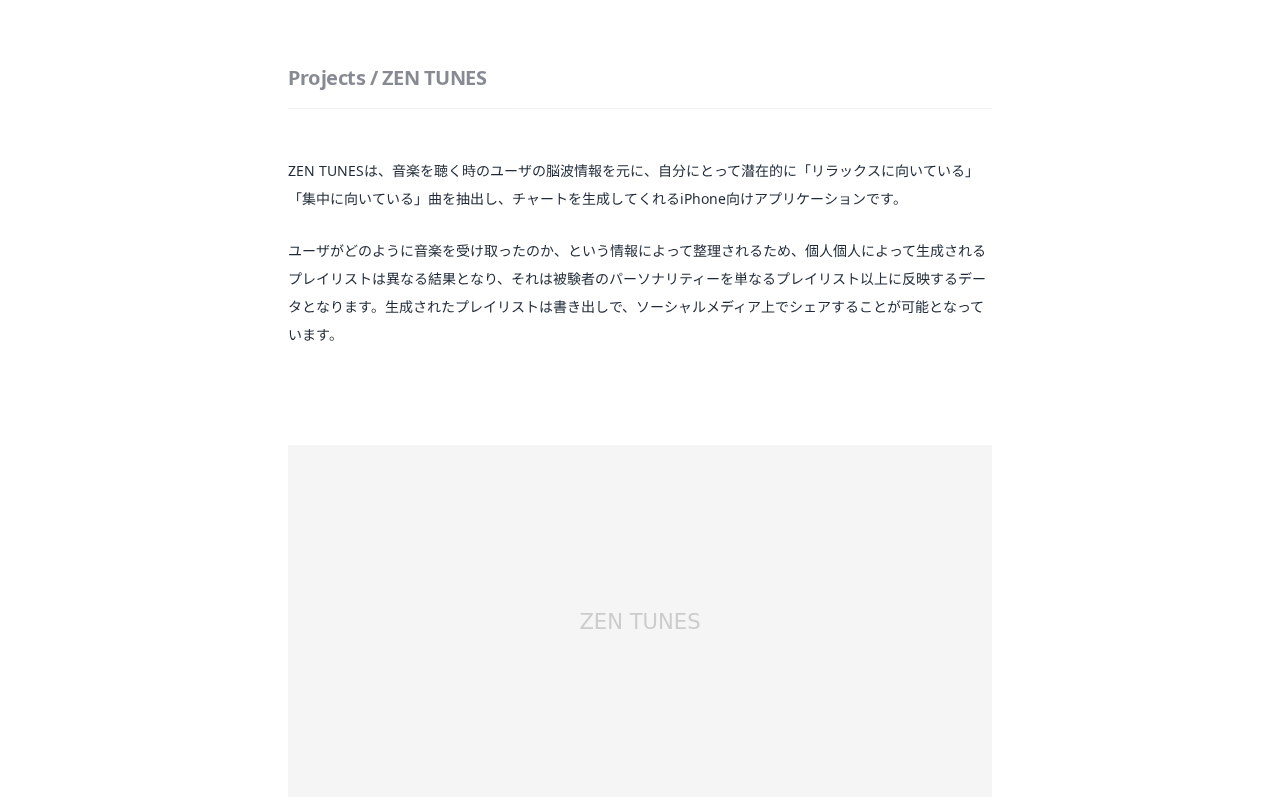 Projects / ZEN TUNES
ZEN TUNESは、音楽を聴く時のユーザの脳波情報を元に、自分にとって潜在的に「リラックスに向いている」
「集中に向いている」曲を抽出し、チャートを生成してくれるiPhone向けアプリケーションです。
ユーザがどのように音楽を受け取ったのか、という情報によって整理されるため、個人個人によって生成される
プレイリストは異なる結果となり、それは被験者のパーソナリティーを単なるプレイリスト以上に反映するデー
タとなります。生成されたプレイリストは書き出しで、ソーシャルメディア上でシェアすることが可能となって
います。
ZEN TUNES